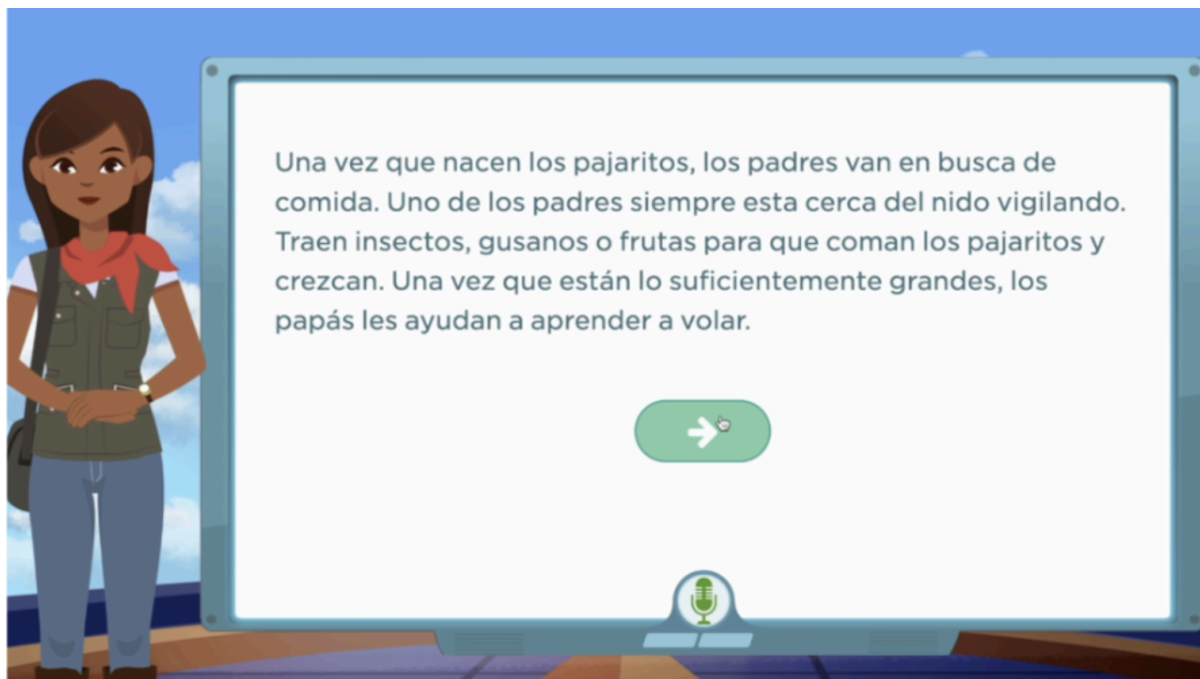 Una vez que nacen los pajaritos, los padres van en busca de
comida. Uno de los padres siempre esta cerca del nido vigilando.
Traen insectos, gusanos o frutas para que coman los pajaritos y
crezcan. Una vez que están lo suficientemente grandes, los
papás les ayudan a aprender a volar.